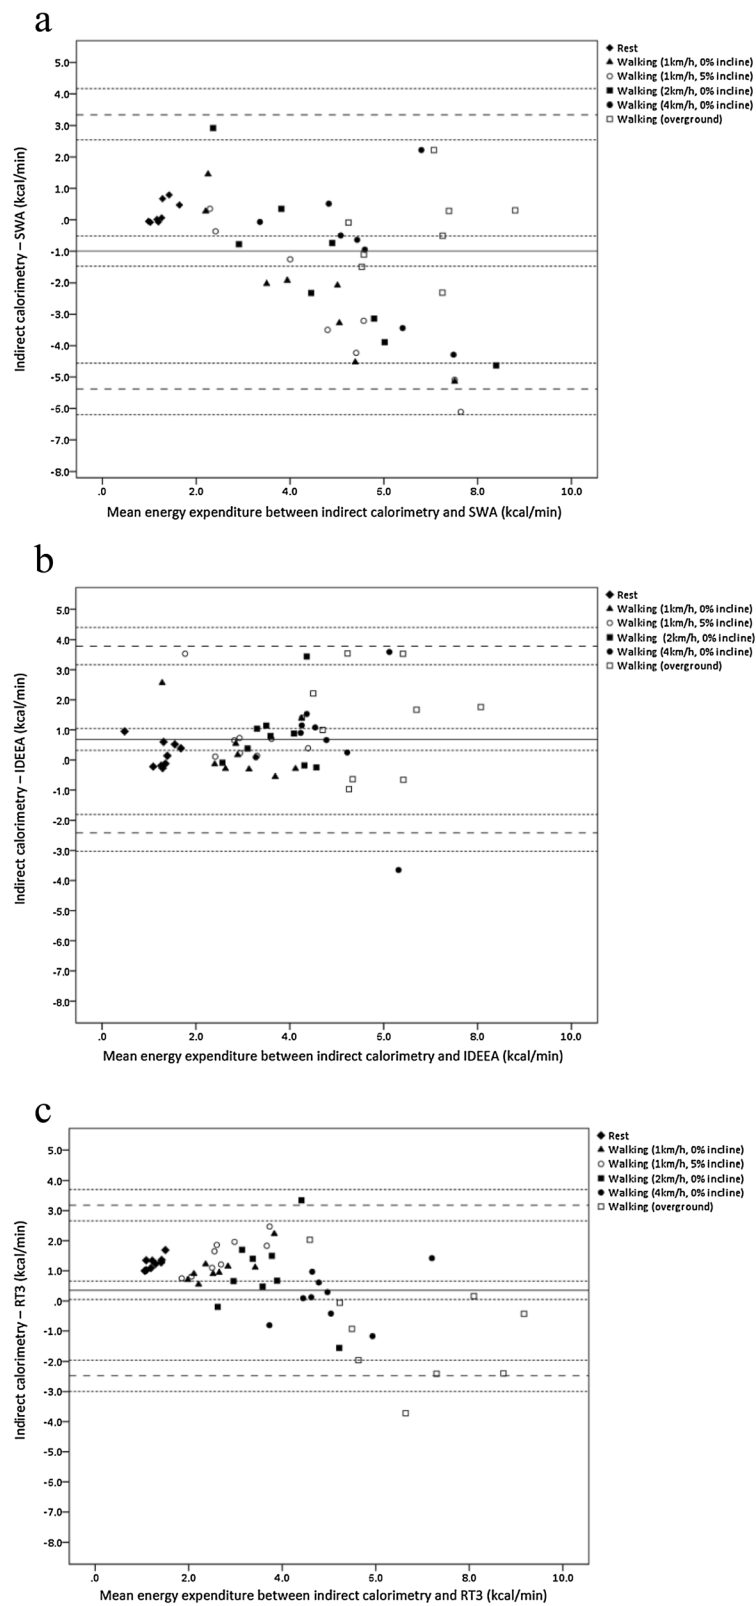 a
Rest
Walking (1km/h, 0% incline)
Walking (1km/h, 5% incline)
Walking (2km/h, 0% incline)
Walking (4km/h, 0% incline)
Walking (overground)
Indirect calorimetry – SWA (kcal/min)
5.0
4.0
3.0
2.0
1.0
.0
-1.0
-2.0
-3.0
-4.0
-5.0
-6.0
-7.0
-8.0
.0 2.0 4.0 6.0 8.0 10.0
Mean energy expenditure between indirect calorimetry and SWA (kcal/min)
b
Rest
Walking (1km/h, 0% incline)
Walking (1km/h, 5% incline)
Walking (2km/h, 0% incline)
Walking (4km/h, 0% incline)
Walking (overground)
Indirect calorimetry – IDEEA (kcal/min)
5.0
4.0
3.0
2.0
1.0
.0
-1.0
-2.0
-3.0
-4.0
-5.0
-6.0
-7.0
-8.0
.0 2.0 4.0 6.0 8.0 10.0
Mean energy expenditure between indirect calorimetry and IDEEA (kcal/min)
c
Rest
Walking (1km/h, 0% incline)
Walking (1km/h, 5% incline)
Walking (2km/h, 0% incline)
Walking (4km/h, 0% incline)
Walking (overground)
Indirect calorimetry – RT3 (kcal/min)
5.0
4.0
3.0
2.0
1.0
.0
-1.0
-2.0
-3.0
-4.0
-5.0
-6.0
-7.0
-8.0
.0 2.0 4.0 6.0 8.0 10.0
Mean energy expenditure between indirect calorimetry and RT3 (kcal/min)